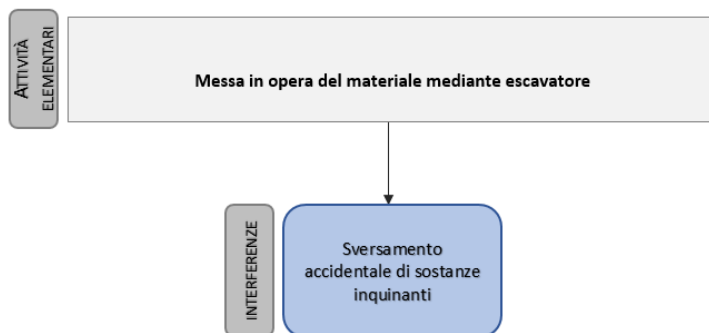 ATTIVITÀ
ELEMENTARI
Messa in opera del materiale mediante escavatore
INTERFERENZE
Sversamento
accidentale di sostanze
inquinanti